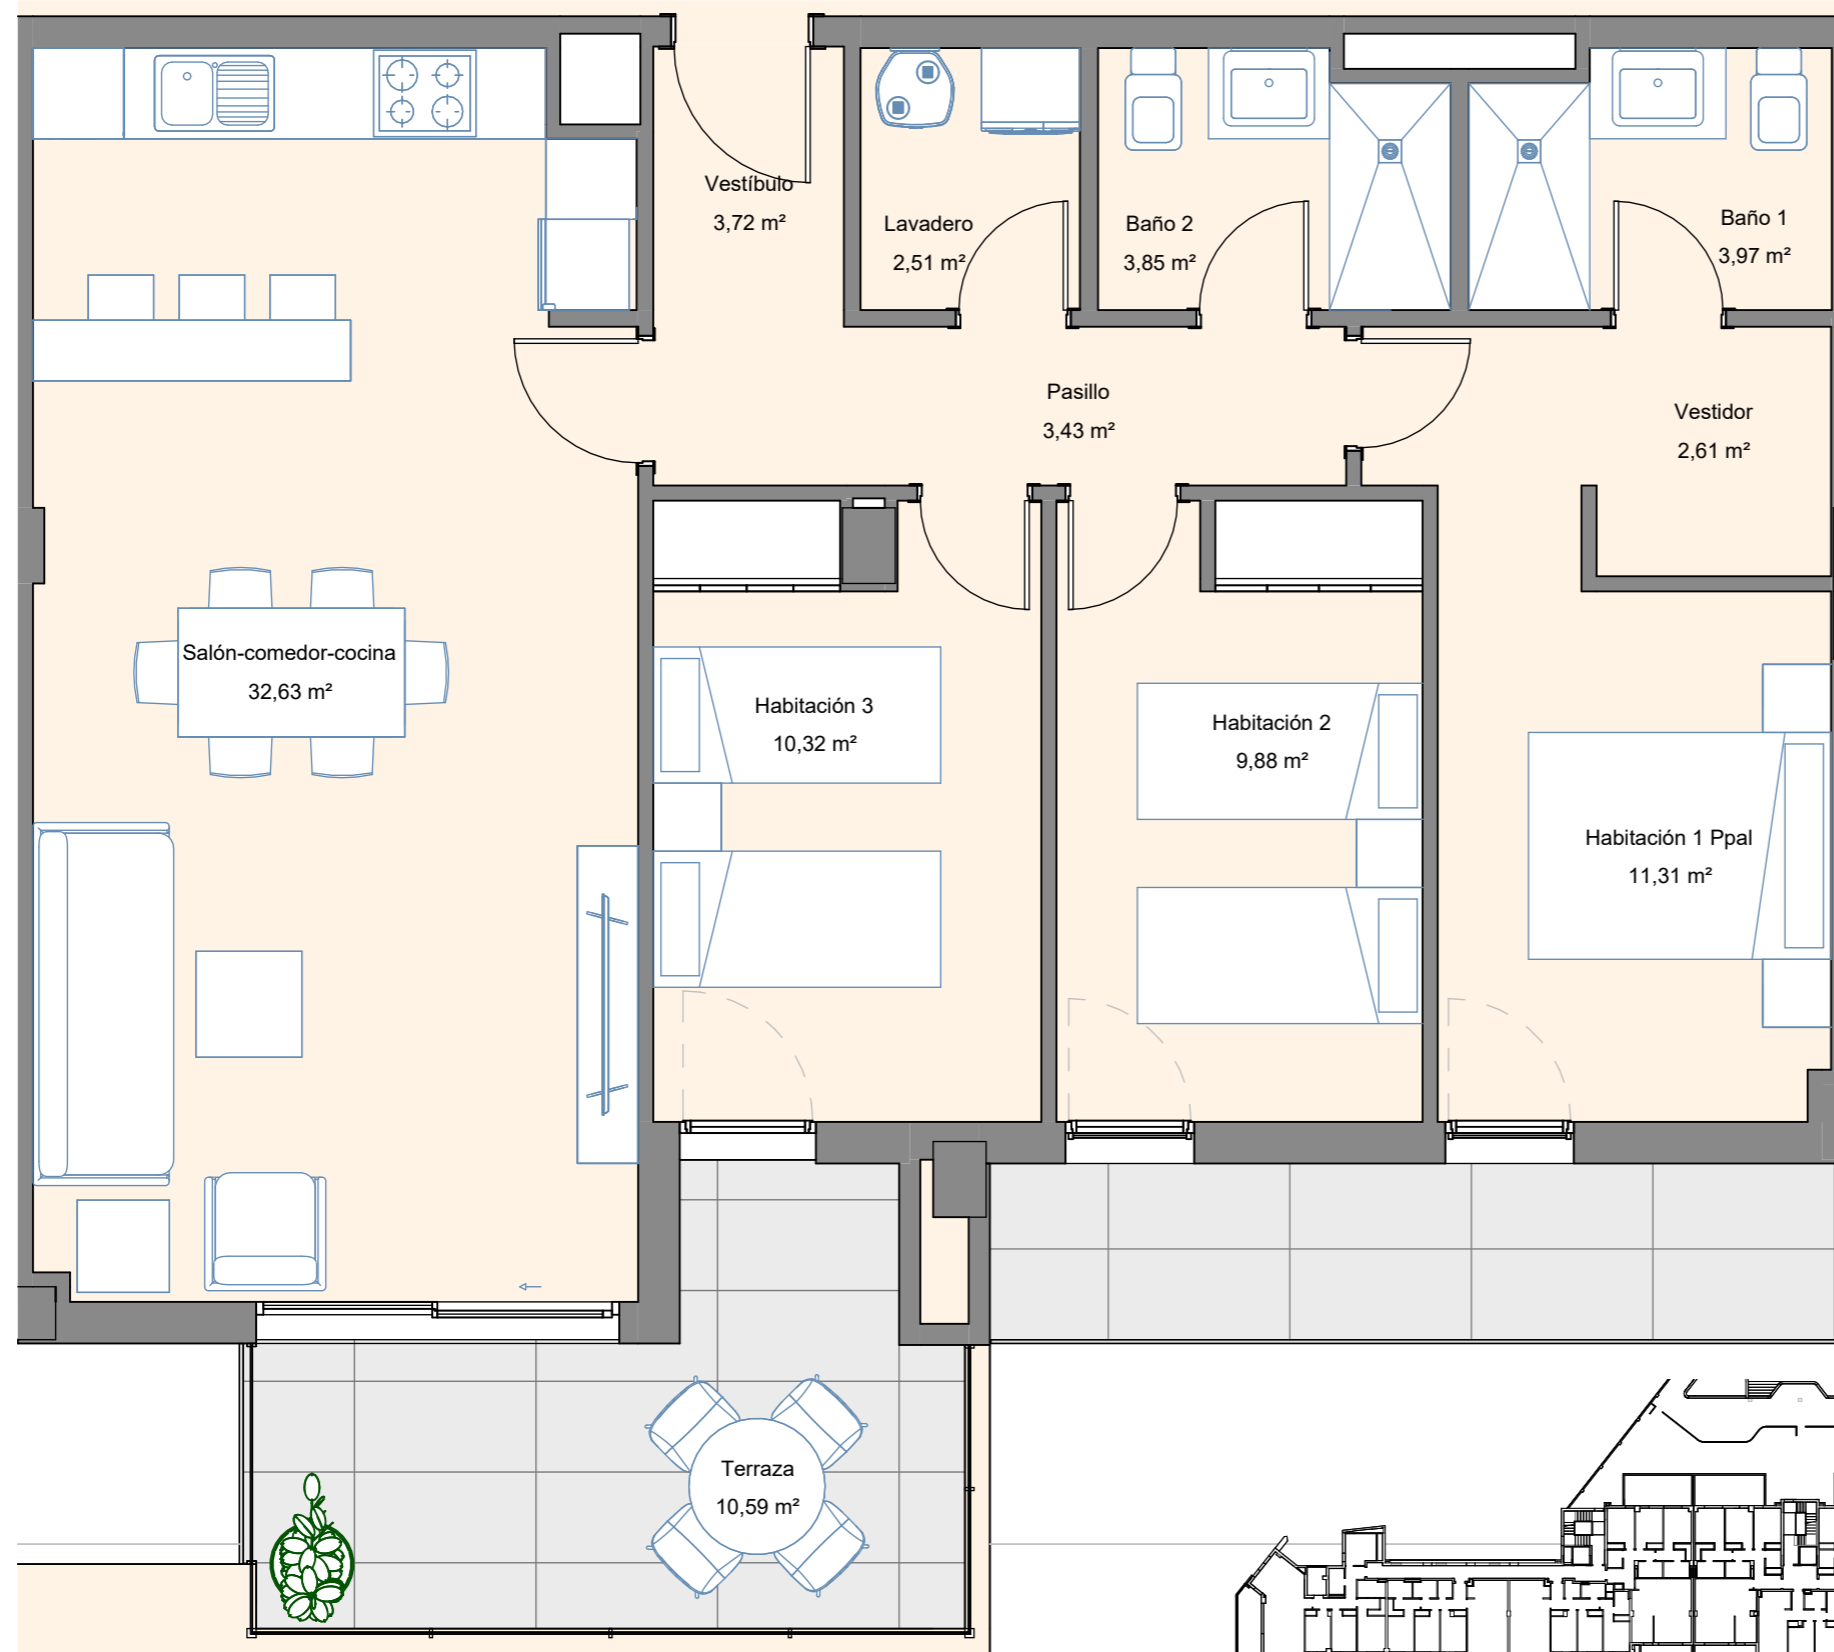 Vestíbulo
3,72 m²
Lavadero
2,51 m²
Baño 2
3,85 m²
Baño 1
3,97 m²
Pasillo
3,43 m²
Vestidor
2,61 m²
Salón-comedor-cocina
32,63 m²
Habitación 3
10,32 m²
Habitación 2
9,88 m²
Habitación 1 Ppal
11,31 m²
Terraza
10,59 m²